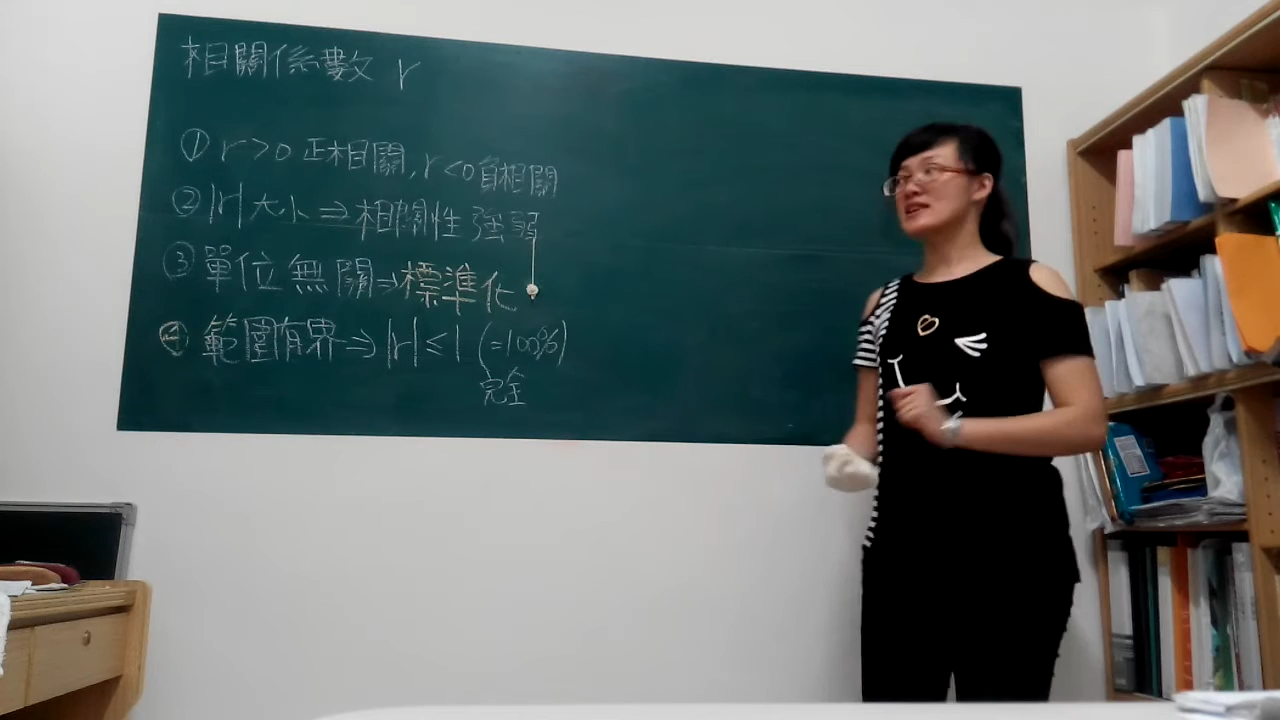 相關係數 r
① r>0 正相關, r<0 負相關
② |r| 大小 ⇒ 相關性 強弱
③ 單位無關 ⇒ 標準化
④ 範圍有界 ⇒ |r| ≤ 1 (=100%)
完全